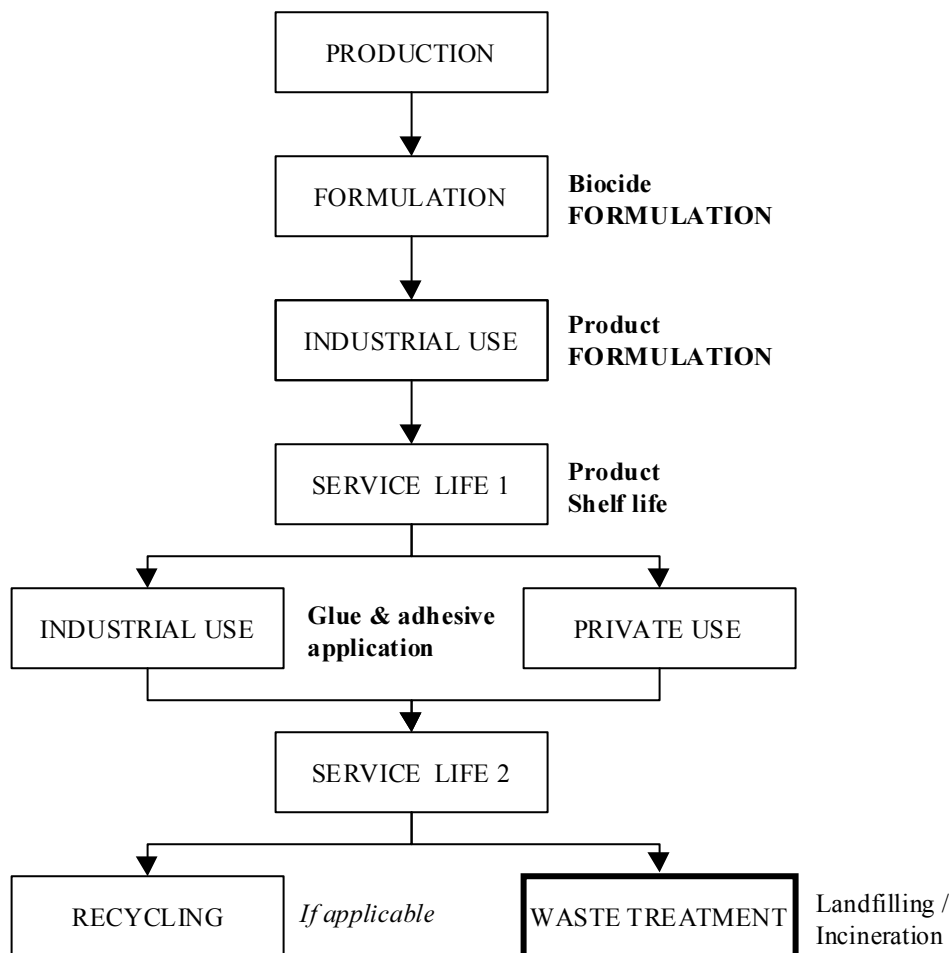 PRODUCTION
FORMULATION
Biocide
FORMULATION
INDUSTRIAL USE
Product
FORMULATION
SERVICE LIFE 1
Product
Shelf life
INDUSTRIAL USE
Glue & adhesive
application
PRIVATE USE
SERVICE LIFE 2
RECYCLING
If applicable
WASTE TREATMENT
Landfilling /
Incineration